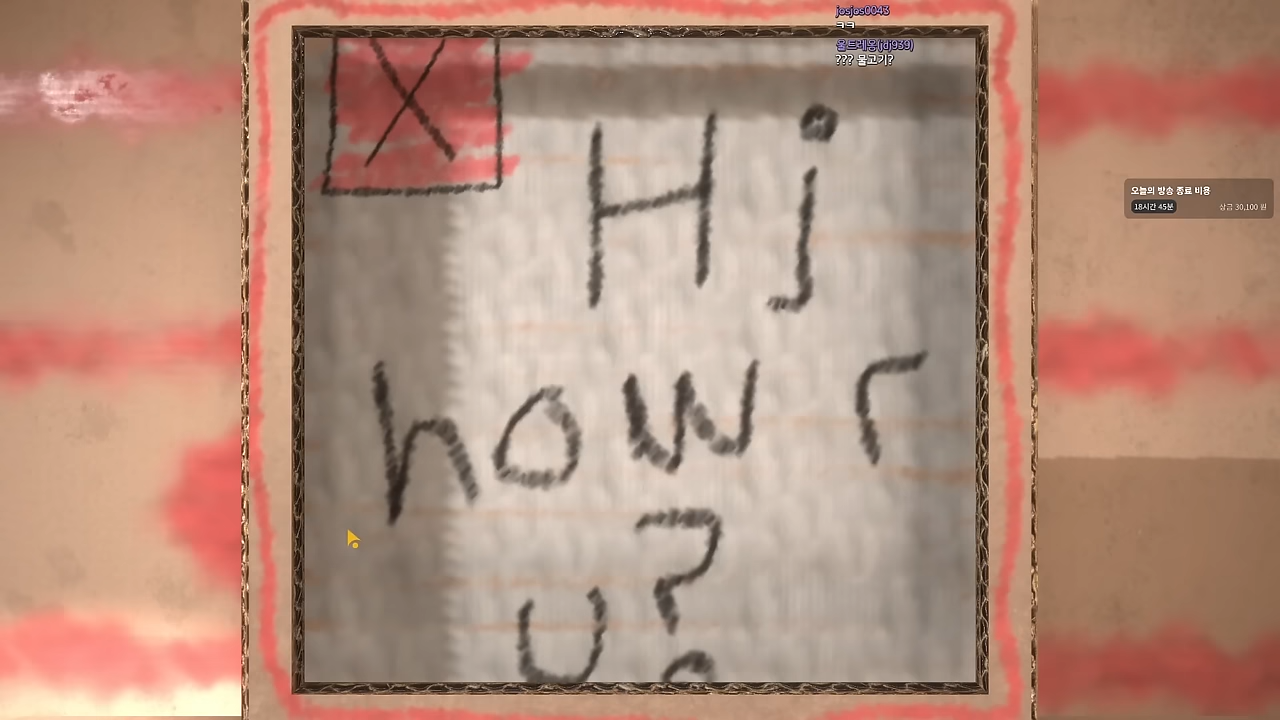 josjos0043
ㅋㅋ
??? 물고기?
X
Hi
how r
u?
오늘의 방송 종료 비용
18시간 45분
상금 30,100 원